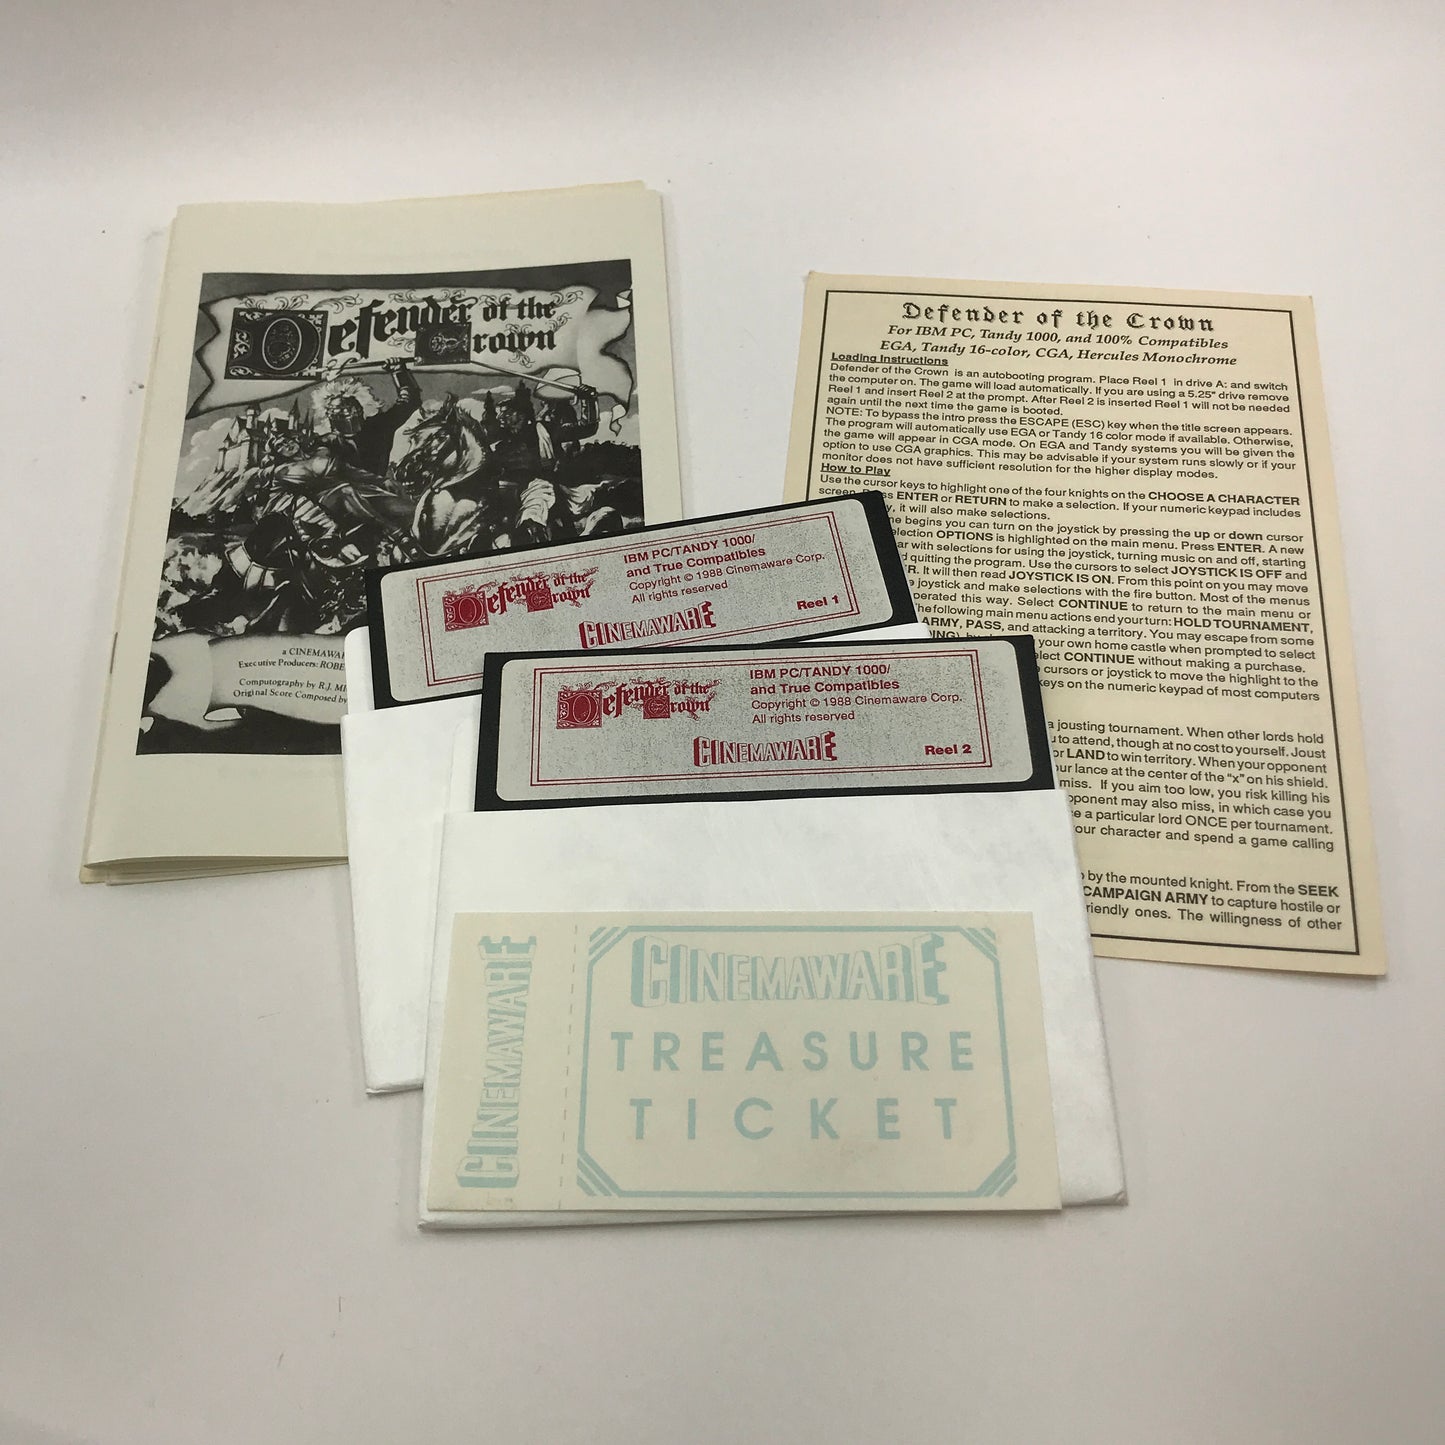 Defender of the
Crown
a CINEMAWAR
Executive Producers: ROBE
Computography by R.J. MI
Original Score Composed by
Defender of the Crown
For IBM PC, Tandy 1000, and 100% Compatibles
EGA, Tandy 16-color, CGA, Hercules Monochrome
Loading Instructions
Defender of the Crown is an autobooting program. Place Reel 1 in drive A: and switch
the computer on. The game will load automatically. If you are using a 5.25" drive remove
Reel 1 and insert Reel 2 at the prompt. After Reel 2 is inserted Reel 1 will not be needed
again until the next time the game is booted.
NOTE: To bypass the intro press the ESCAPE (ESC) key when the title screen appears.
The program will automatically use EGA or Tandy 16 color mode if available. Otherwise,
the game will appear in CGA mode. On EGA and Tandy systems you will be given the
option to use CGA graphics. This may be advisable if your system runs slowly or if your
monitor does not have sufficient resolution for the higher display modes.
How to Play
Use the cursor keys to highlight one of the four knights on the CHOOSE A CHARACTER
screen. Press ENTER or RETURN to make a selection. If your numeric keypad includes
y, it will also make selections.
ne begins you can turn on the joystick by pressing the up or down cursor
election OPTIONS is highlighted on the main menu. Press ENTER. A new
ar with selections for using the joystick, turning music on and off, starting
d quitting the program. Use the cursors to select JOYSTICK IS OFF and
R. It will then read JOYSTICK IS ON. From this point on you may move
joystick and make selections with the fire button. Most of the menus
perated this way. Select CONTINUE to return to the main menu or
he following main menu actions end your turn: HOLD TOURNAMENT,
ARMY, PASS, and attacking a territory. You may escape from some
your own home castle when prompted to select
elect CONTINUE without making a purchase.
cursors or joystick to move the highlight to the
keys on the numeric keypad of most computers
a jousting tournament. When other lords hold
u to attend, though at no cost to yourself. Joust
or LAND to win territory. When your opponent
ur lance at the center of the "x" on his shield.
miss. If you aim too low, you risk killing his
pponent may also miss, in which case you
e a particular lord ONCE per tournament.
our character and spend a game calling
by the mounted knight. From the SEEK
CAMPAIGN ARMY to capture hostile or
riendly ones. The willingness of other
Defender of the
Crown
IBM PC/TANDY 1000/
and True Compatibles
Copyright © 1988 Cinemaware Corp.
All rights reserved
CINEMAWARE
Reel 1
Defender of the
Crown
IBM PC/TANDY 1000/
and True Compatibles
Copyright © 1988 Cinemaware Corp.
All rights reserved
CINEMAWARE
Reel 2
CINEMAWARE
CINEMAWARE
TREASURE
TICKET